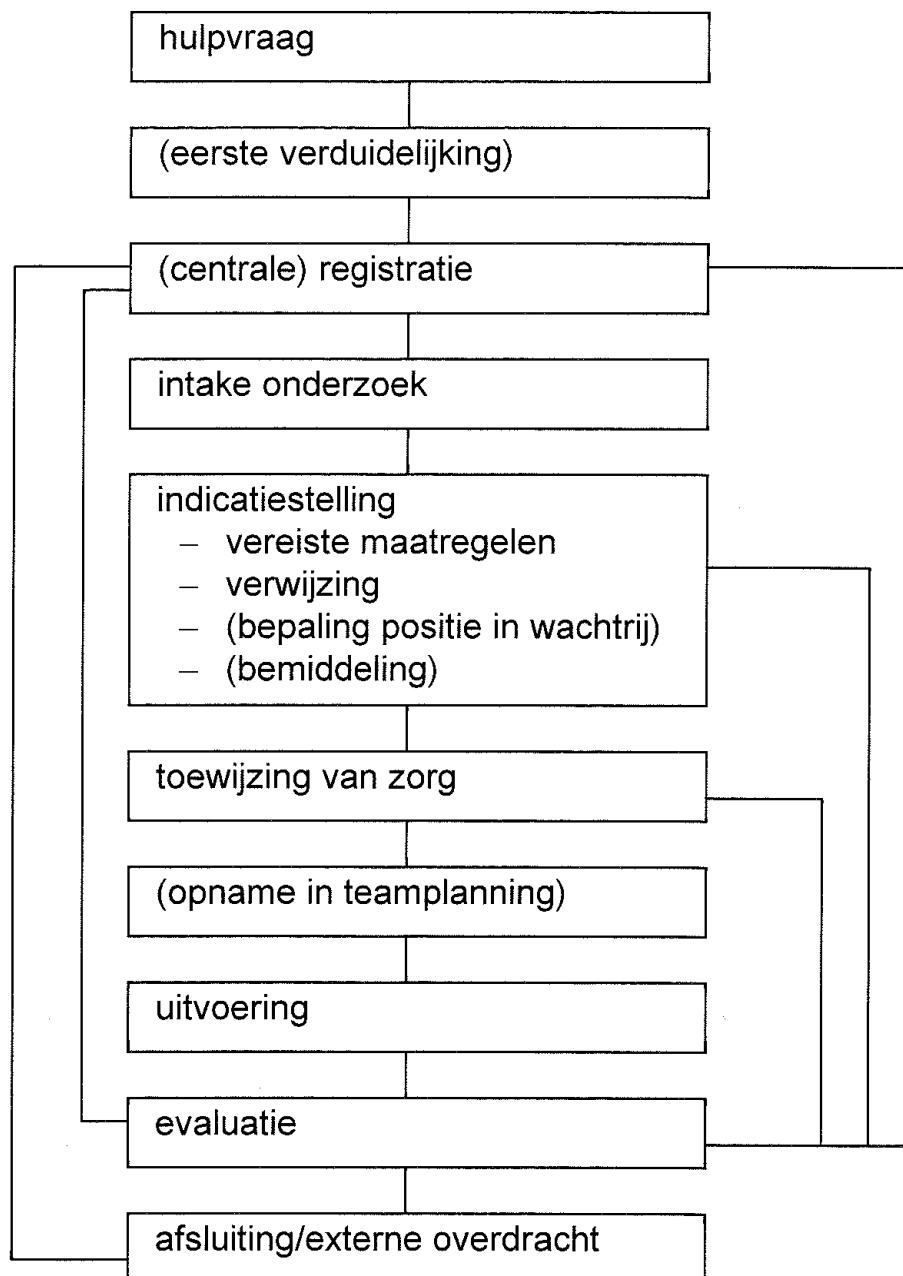 hulpvraag
(eerste verduidelijking)
(centrale) registratie
intake onderzoek
indicatiestelling
– vereiste maatregelen
– verwijzing
– (bepaling positie in wachtrij)
– (bemiddeling)
toewijzing van zorg
(opname in teamplanning)
uitvoering
evaluatie
afsluiting/externe overdracht